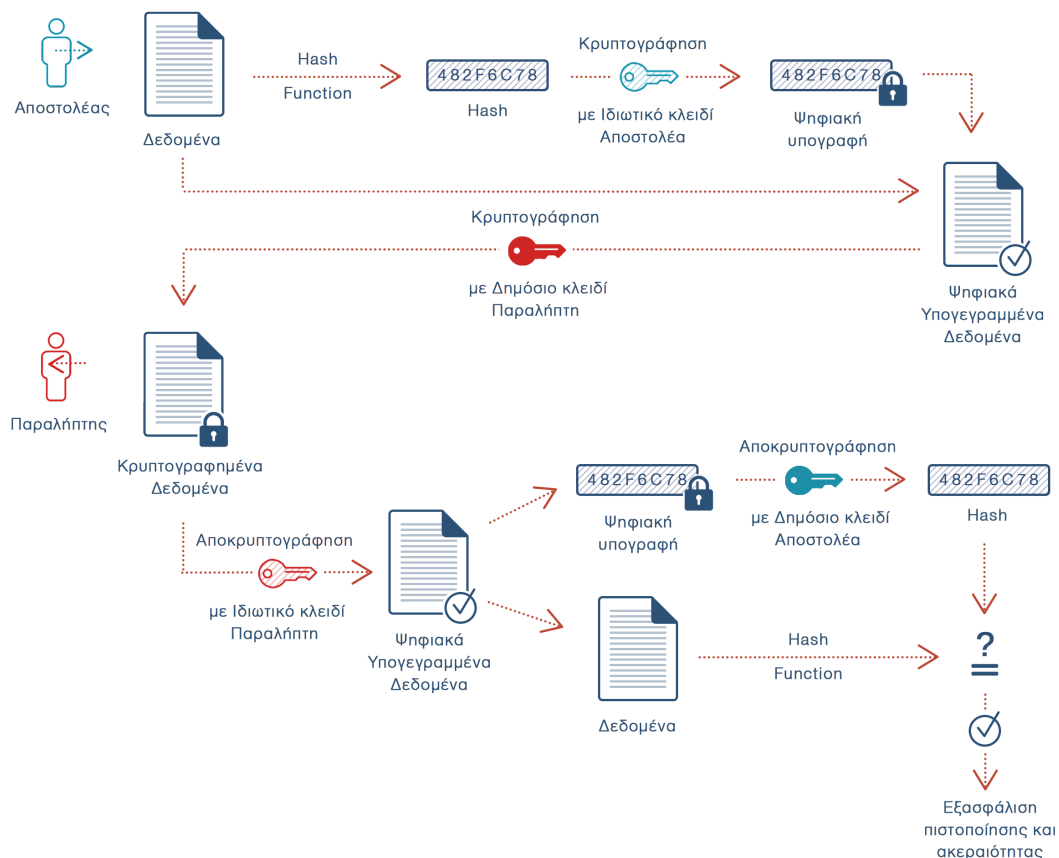 Αποστολέας
Δεδομένα
Hash
Function
482F6C78
Hash
Κρυπτογράφηση
με Ιδιωτικό κλειδί
Αποστολέα
482F6C78
Ψηφιακή
υπογραφή
Κρυπτογράφηση
με Δημόσιο κλειδί
Παραλήπτη
Ψηφιακά
Υπογεγραμμένα
Δεδομένα
Παραλήπτης
Κρυπτογραφημένα
Δεδομένα
Αποκρυπτογράφηση
με Ιδιωτικό κλειδί
Παραλήπτη
Ψηφιακά
Υπογεγραμμένα
Δεδομένα
482F6C78
Ψηφιακή
υπογραφή
Αποκρυπτογράφηση
με Δημόσιο κλειδί
Αποστολέα
482F6C78
Hash
Δεδομένα
Hash
Function
?
=
Εξασφάλιση
πιστοποίησης και
ακεραιότητας